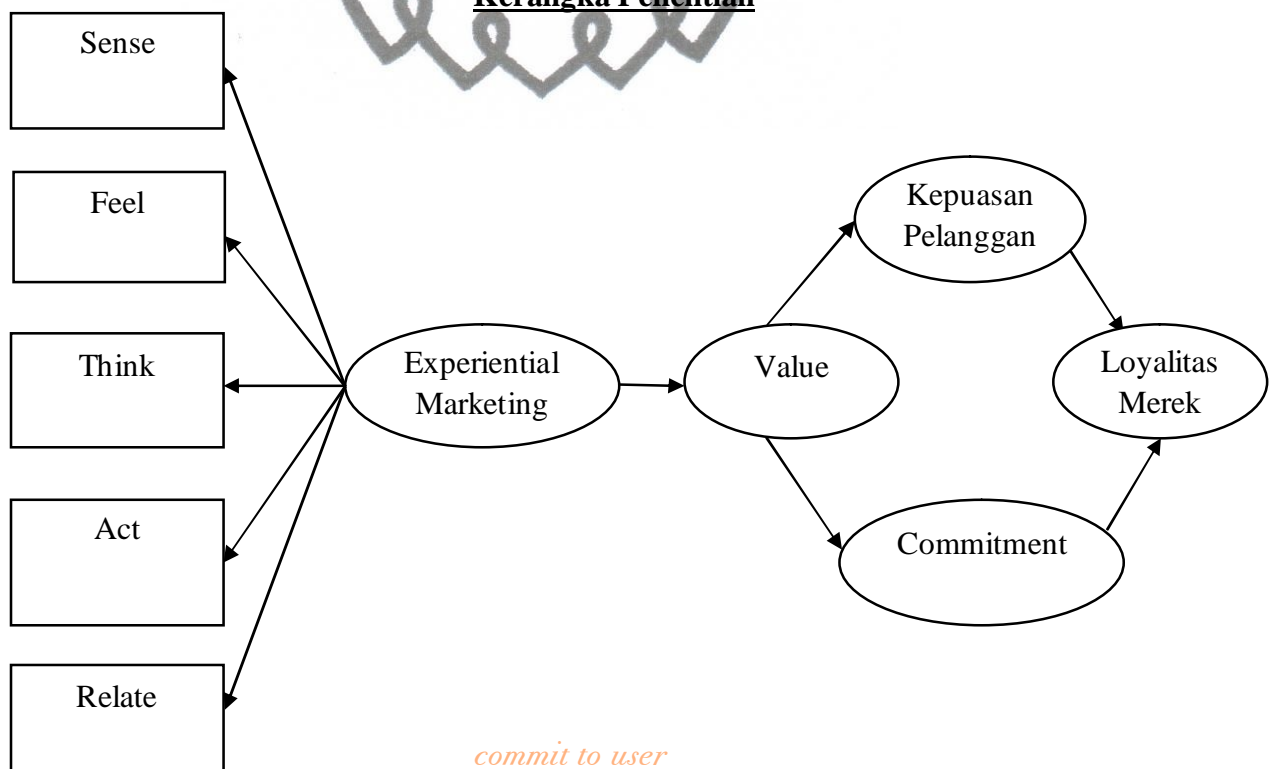 Kerangka Penelitian
Sense
Feel
Think
Act
Relate
Experiential
Marketing
Value
Kepuasan
Pelanggan
Commitment
Loyalitas
Merek
commit to user